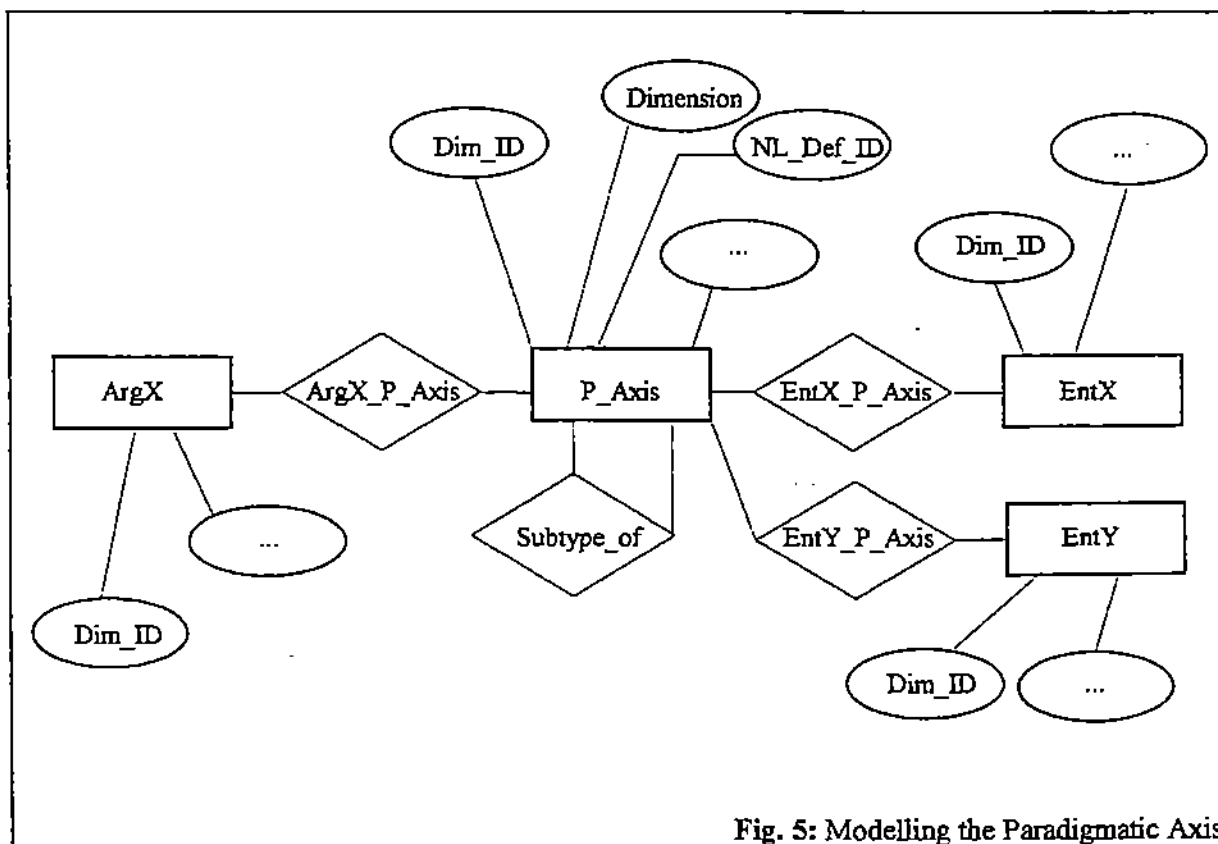 Dimension
Dim_ID
NL_Def_ID
...
...
Dim_ID
ArgX
ArgX_P_Axis
P_Axis
EntX_P_Axis
EntX
Subtype_of
EntY_P_Axis
EntY
...
Dim_ID
Dim_ID
...
Fig. 5: Modelling the Paradigmatic Axis